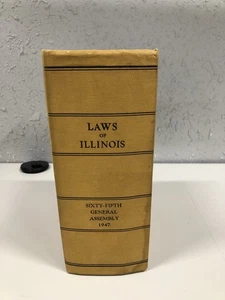 LAWS
OF
ILLINOIS
SIXTY-FIFTH
GENERAL
ASSEMBLY
1947